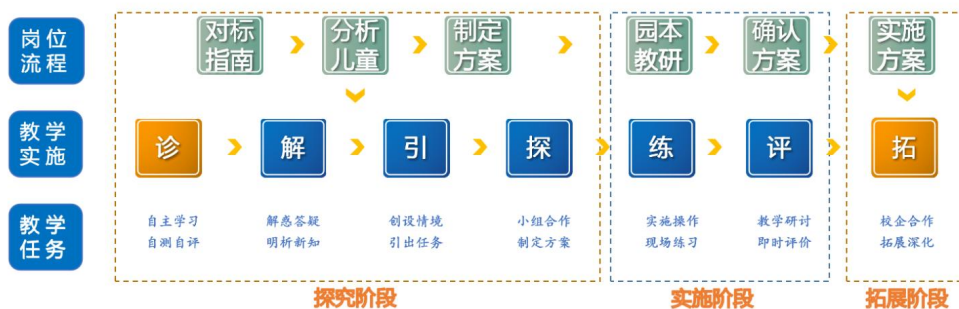 岗位
流程
对标
指南
分析
儿童
制定
方案
园本
教研
确认
方案
实施
方案
教学
实施
诊
解
引
探
练
评
拓
教学
任务
自主学习
自测自评
解惑答疑
明析新知
创设情境
引出任务
小组合作
制定方案
实施操作
现场练习
教学研讨
即时评价
校企合作
拓展深化
探究阶段
实施阶段
拓展阶段